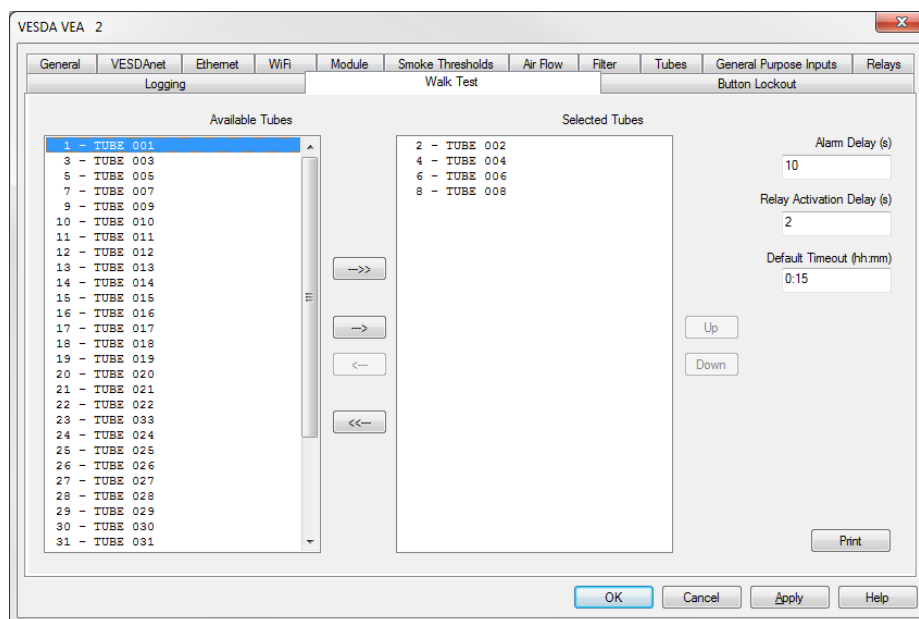 VESDA VEA 2
General VESDAnet Ethernet WiFi Module Smoke Thresholds Air Flow Filter Tubes General Purpose Inputs Relays
Logging Walk Test Button Lockout
Available Tubes
1 - TUBE 001
3 - TUBE 003
5 - TUBE 005
7 - TUBE 007
9 - TUBE 009
10 - TUBE 010
11 - TUBE 011
12 - TUBE 012
13 - TUBE 013
14 - TUBE 014
15 - TUBE 015
16 - TUBE 016
17 - TUBE 017
18 - TUBE 018
19 - TUBE 019
20 - TUBE 020
21 - TUBE 021
22 - TUBE 022
23 - TUBE 033
24 - TUBE 024
25 - TUBE 025
26 - TUBE 026
27 - TUBE 027
28 - TUBE 028
29 - TUBE 029
30 - TUBE 030
31 - TUBE 031
--->>
--->
<---
<<---
Selected Tubes
2 - TUBE 002
4 - TUBE 004
6 - TUBE 006
8 - TUBE 008
Alarm Delay (s)
10
Relay Activation Delay (s)
2
Default Timeout (hh:mm)
0:15
Up
Down
Print
OK Cancel Apply Help